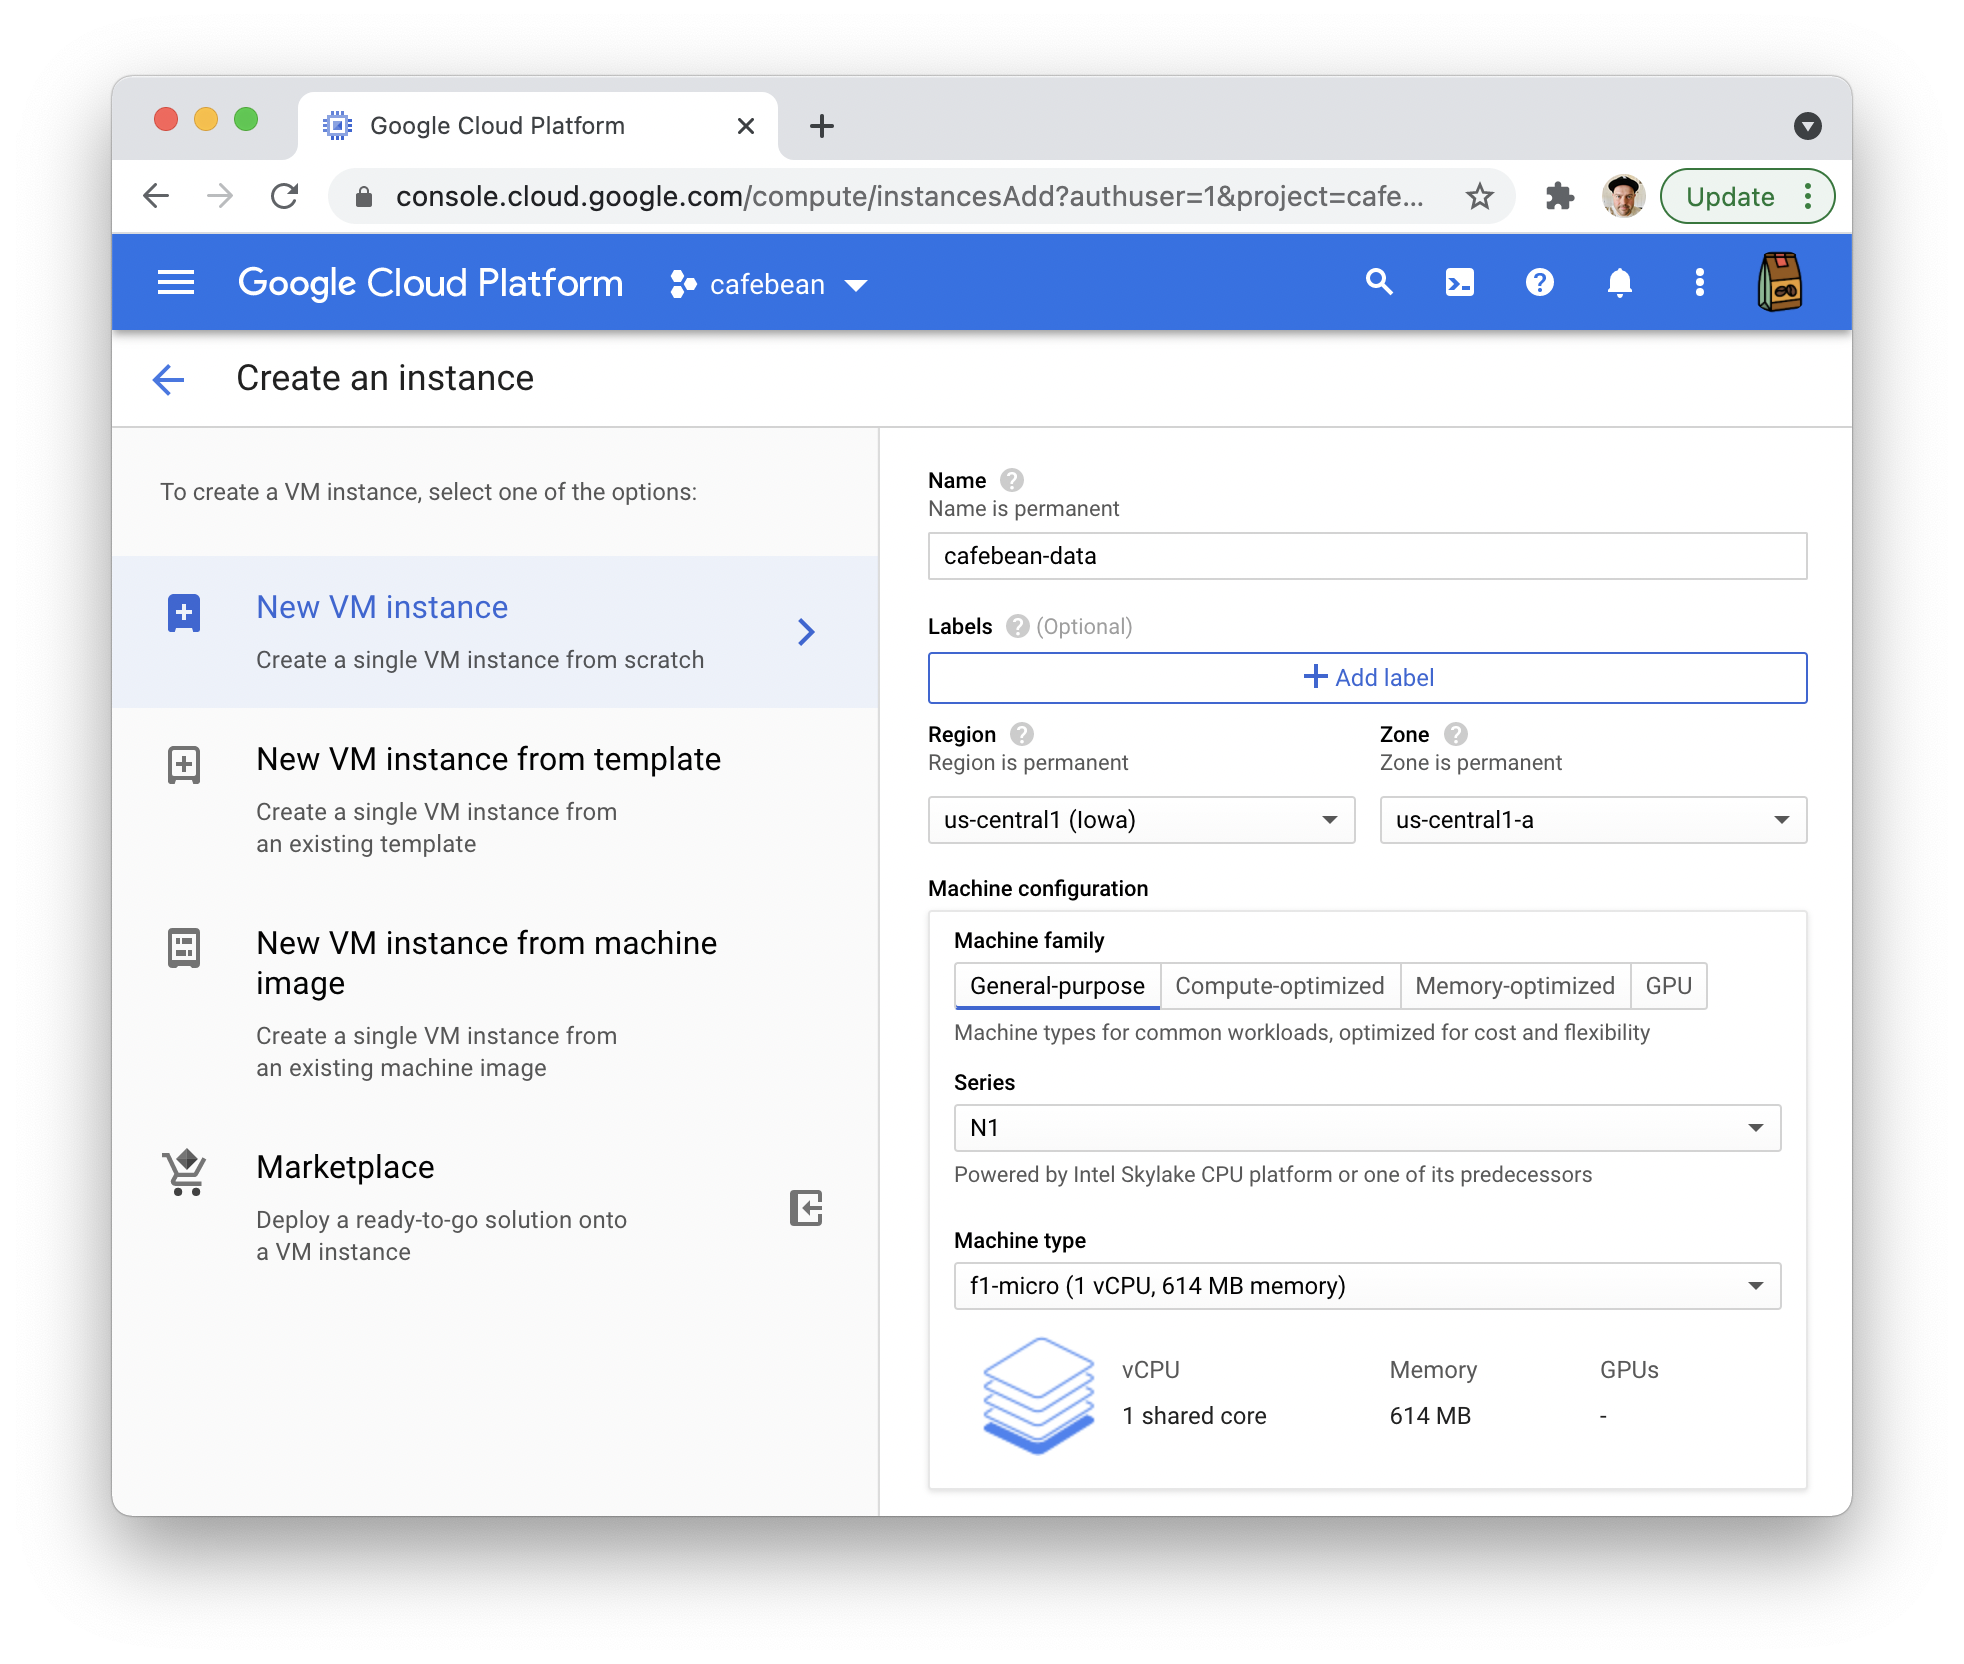 Google Cloud Platform
console.cloud.google.com/compute/instancesAdd?authuser=1&project=cafe...
Update
Google Cloud Platform
cafebean
Create an instance
To create a VM instance, select one of the options:
New VM instance
Create a single VM instance from scratch
New VM instance from template
Create a single VM instance from
an existing template
New VM instance from machine
image
Create a single VM instance from
an existing machine image
Marketplace
Deploy a ready-to-go solution onto
a VM instance
Name
Name is permanent
cafebean-data
Labels (Optional)
Add label
Region
Region is permanent
us-central1 (Iowa)
Zone
Zone is permanent
us-central1-a
Machine configuration
Machine family
General-purpose Compute-optimized Memory-optimized GPU
Machine types for common workloads, optimized for cost and flexibility
Series
N1
Powered by Intel Skylake CPU platform or one of its predecessors
Machine type
f1-micro (1 vCPU, 614 MB memory)
vCPU Memory GPUs
1 shared core 614 MB -